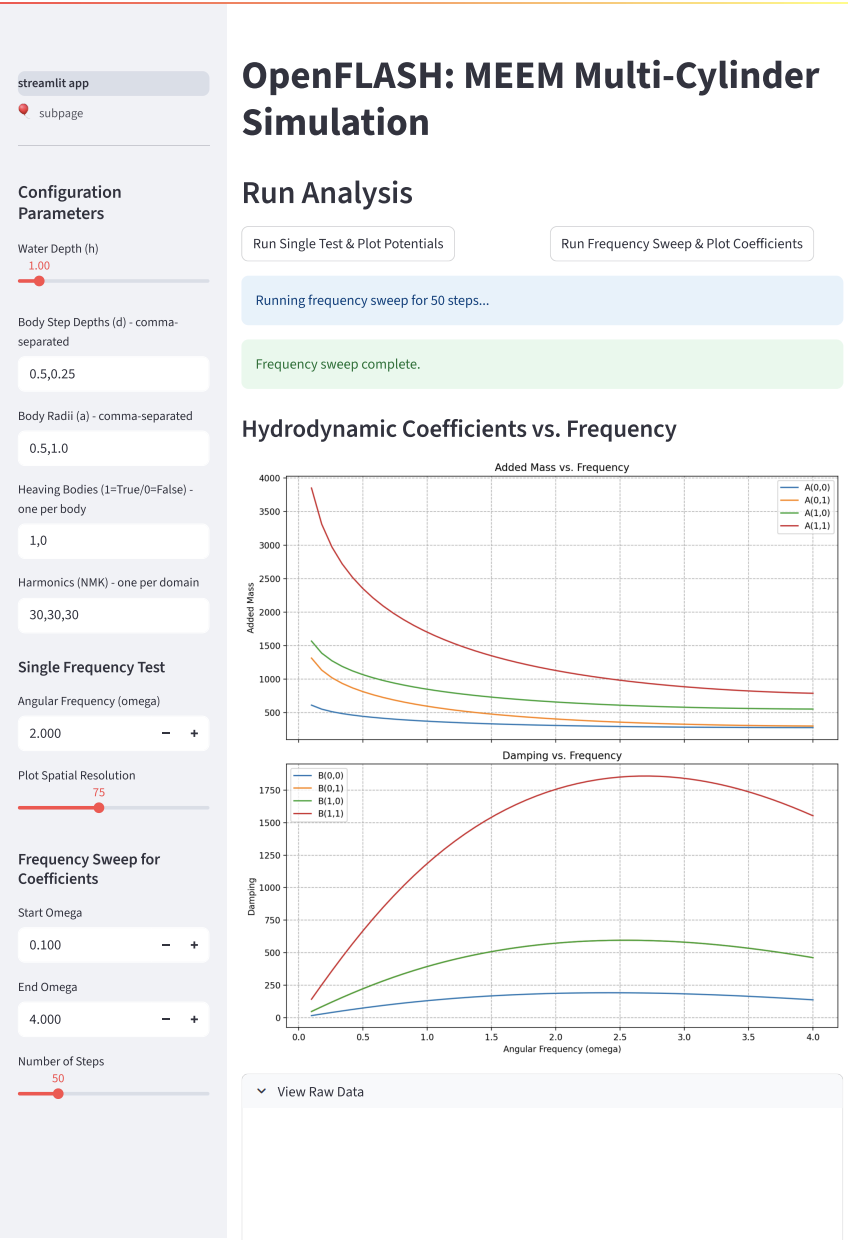 streamlit app
subpage
Configuration
Parameters
Water Depth (h)
1.00
Body Step Depths (d) - comma-
separated
0.5,0.25
Body Radii (a) - comma-separated
0.5,1.0
Heaving Bodies (1=True/0=False) -
one per body
1,0
Harmonics (NMK) - one per domain
30,30,30
Single Frequency Test
Angular Frequency (omega)
2.000
Plot Spatial Resolution
75
Frequency Sweep for
Coefficients
Start Omega
0.100
End Omega
4.000
Number of Steps
50
OpenFLASH: MEEM Multi-Cylinder
Simulation
Run Analysis
Run Single Test & Plot Potentials
Run Frequency Sweep & Plot Coefficients
Running frequency sweep for 50 steps...
Frequency sweep complete.
Hydrodynamic Coefficients vs. Frequency
Added Mass vs. Frequency
4000
3500
3000
2500
2000
1500
1000
500
Added Mass
A(0,0)
A(0,1)
A(1,0)
A(1,1)
Damping vs. Frequency
1750
1500
1250
1000
750
500
250
0
Damping
B(0,0)
B(0,1)
B(1,0)
B(1,1)
0.0 0.5 1.0 1.5 2.0 2.5 3.0 3.5 4.0
Angular Frequency (omega)
View Raw Data